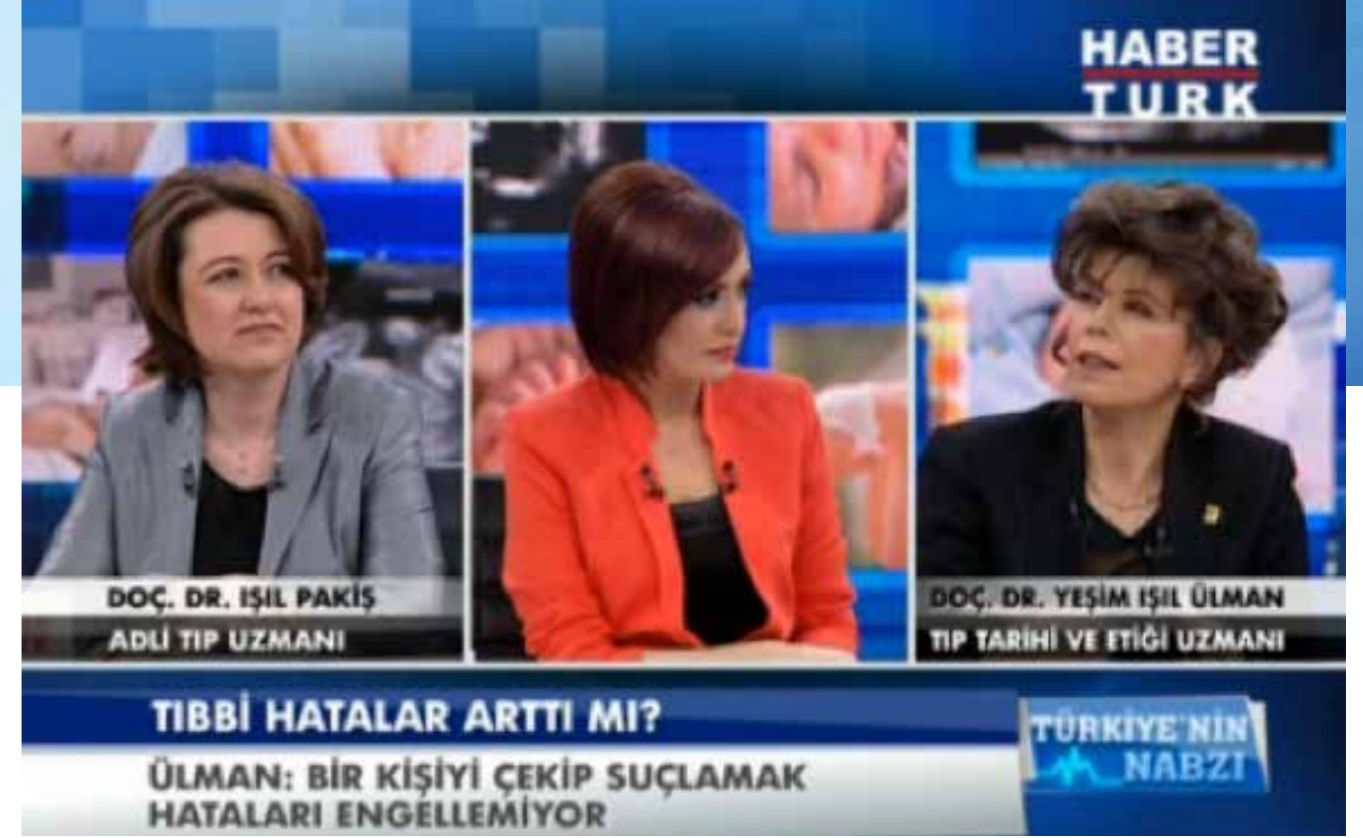 HABER
TURK
DOÇ. DR. IŞIL PAKİŞ
ADLİ TIP UZMANI
DOÇ. DR. YEŞİM IŞIL ÜLMAN
TIP TARİHİ VE ETİĞİ UZMANI
TIBBİ HATALAR ARTTI MI?
TÜRKİYE'NİN
NABZI
ÜLMAN: BİR KİŞİYİ ÇEKİP SUÇLAMAK
HATALARI ENGELLEMİYOR